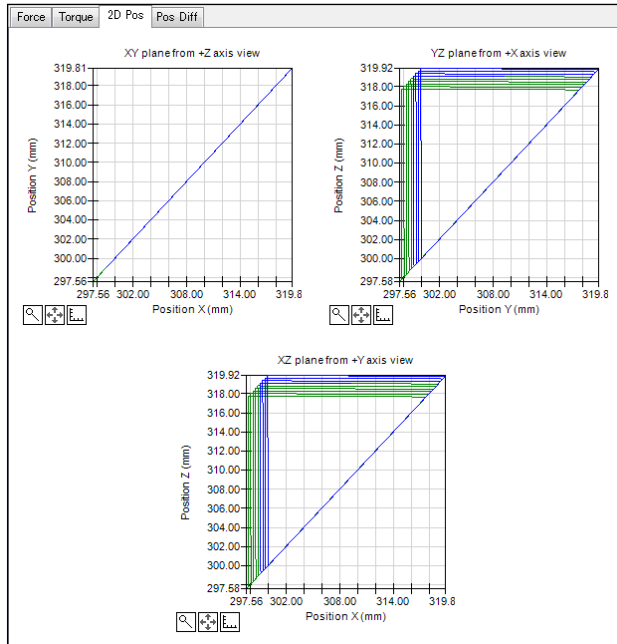 Force Torque 2D Pos Pos Diff
XY plane from +Z axis view
319.81
318.00
316.00
314.00
312.00
310.00
308.00
306.00
304.00
302.00
300.00
297.56
Position Y (mm)
297.56 302.00 308.00 314.00 319.8
Position X (mm)
YZ plane from +X axis view
319.92
318.00
316.00
314.00
312.00
310.00
308.00
306.00
304.00
302.00
300.00
297.58
Position Z (mm)
297.56 302.00 308.00 314.00 319.8
Position Y (mm)
XZ plane from +Y axis view
319.92
318.00
316.00
314.00
312.00
310.00
308.00
306.00
304.00
302.00
300.00
297.58
Position Z (mm)
297.56 302.00 308.00 314.00 319.8
Position X (mm)